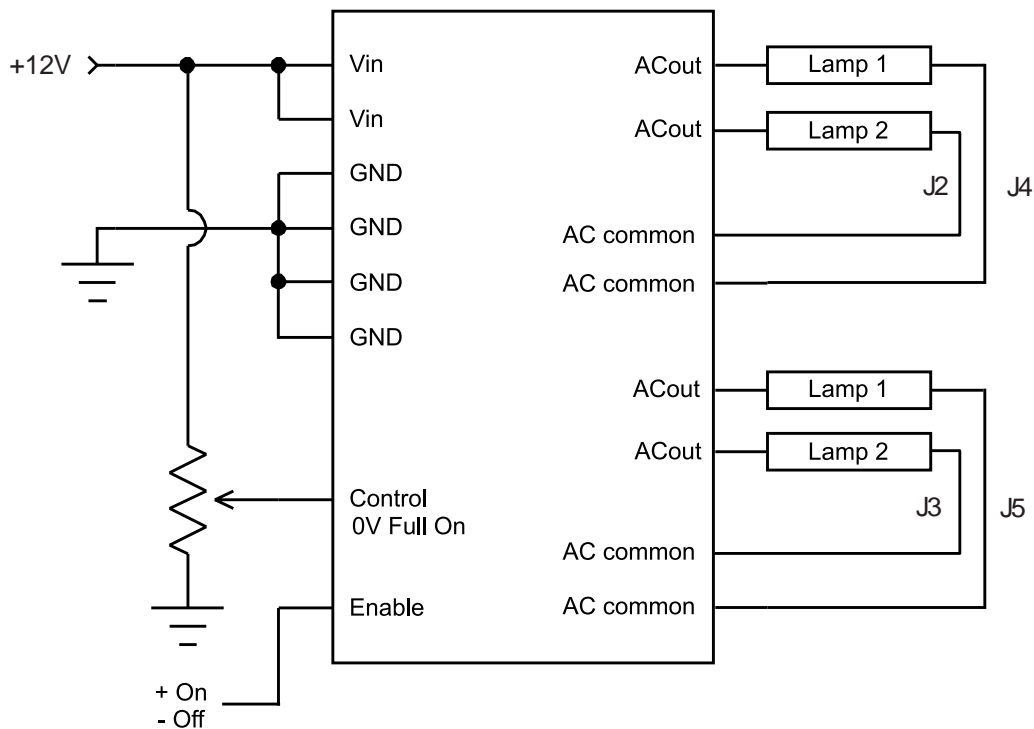 +12V
Vin
Vin
GND
GND
GND
GND
Control
0V Full On
Enable
+ On
- Off
ACout
Lamp 1
ACout
Lamp 2
J2
J4
AC common
AC common
ACout
Lamp 1
ACout
Lamp 2
J3
J5
AC common
AC common